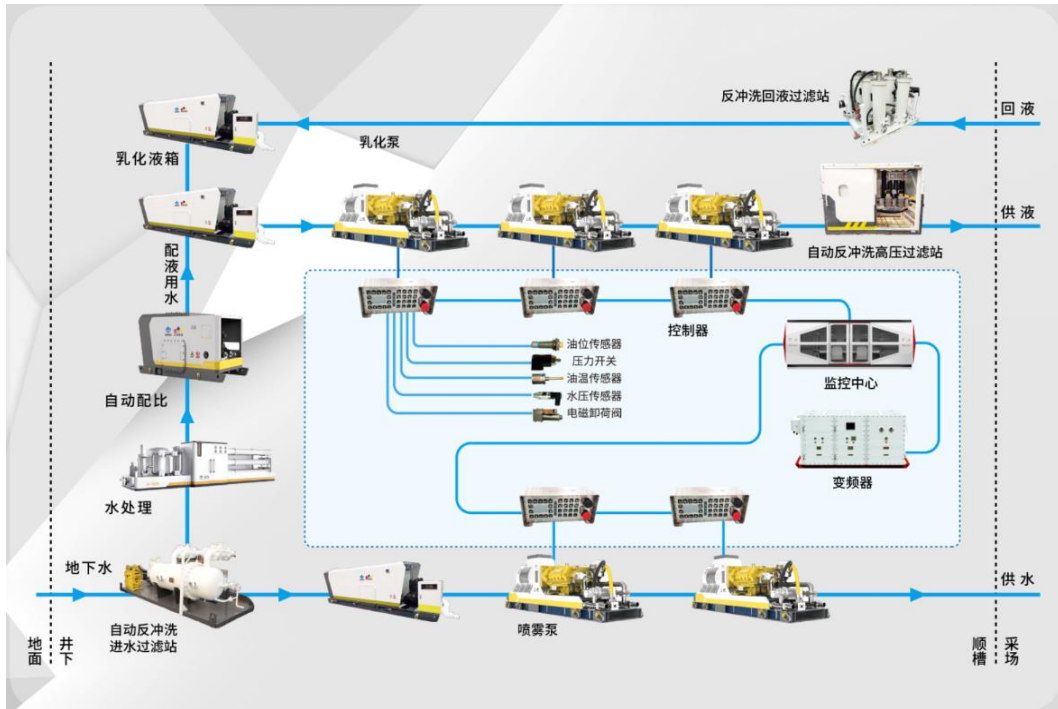 反冲洗回液过滤站
回液
乳化泵
乳化液箱
供液
自动反冲洗高压过滤站
配液用水
控制器
油位传感器
压力开关
油温传感器
水压传感器
电磁卸荷阀
监控中心
自动配比
变频器
水处理
地下水
供水
喷雾泵
自动反冲洗
进水过滤站
地面
井下
顺槽
采场